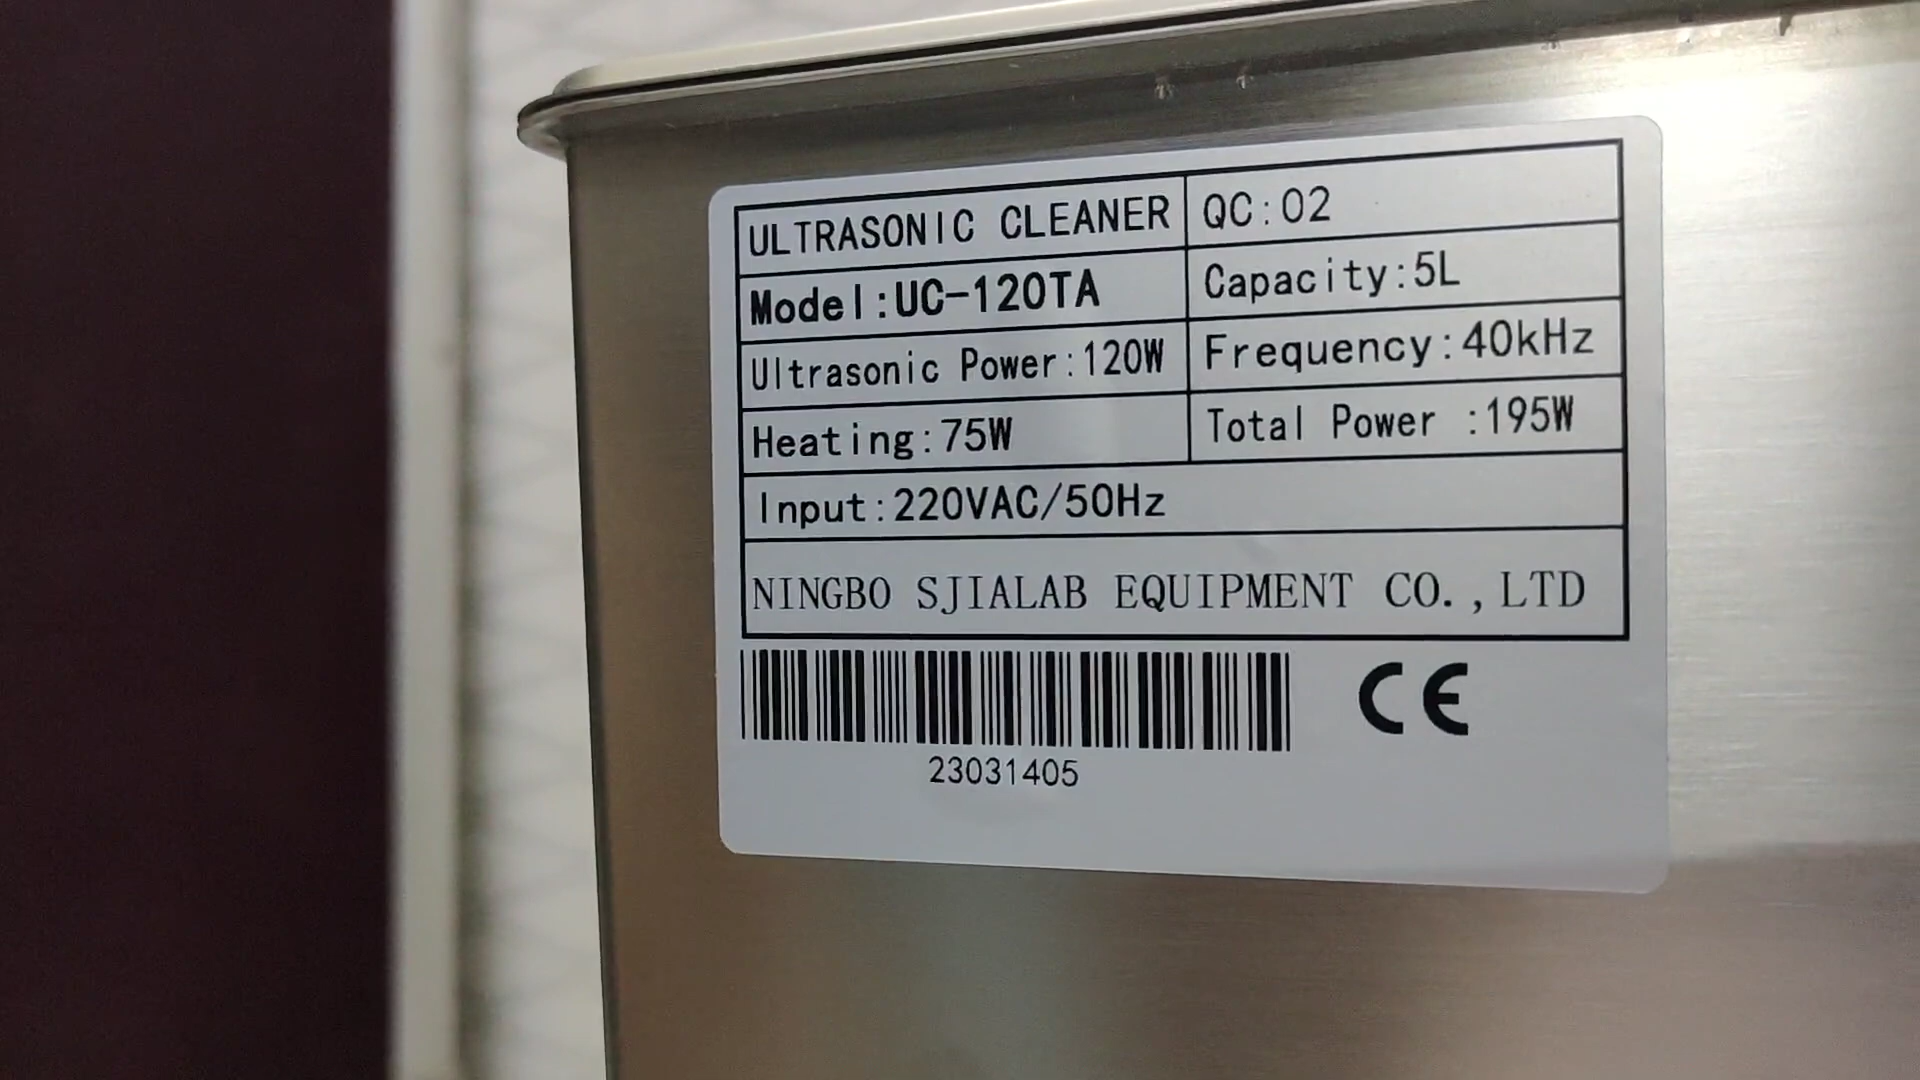 ULTRASONIC CLEANER QC:02
Model:UC-120TA Capacity:5L
Ultrasonic Power:120W Frequency:40kHz
Heating:75W Total Power :195W
Input:220VAC/50Hz
NINGBO SJIALAB EQUIPMENT CO.,LTD
CE
23031405